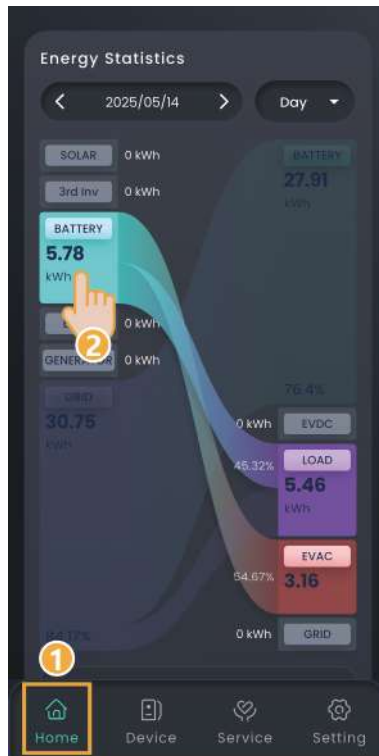 Energy Statistics
2025/05/14
Day
SOLAR 0 kWh
3rd Inv 0 kWh
BATTERY
5.78
kWh
0 kWh
GENERATOR 0 kWh
GRID
30.75
kWh
84.17%
BATTERY
27.91
kWh
76.4%
0 kWh EVDC
45.32%
LOAD
5.46
kWh
EVAC
54.67%
3.16
0 kWh GRID
2
1
Home
Device
Service
Setting